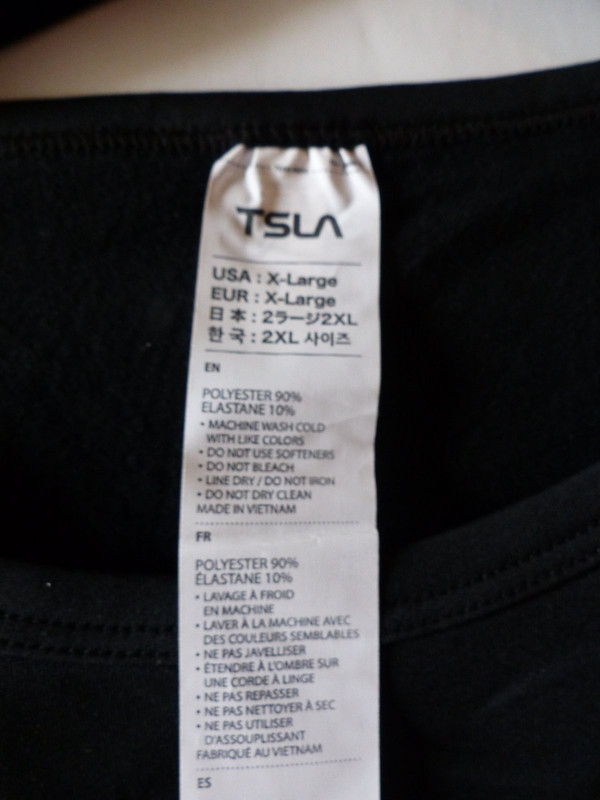 TSLA
USA : X-Large
EUR : X-Large
日本 : 2ラージ2XL
한국 : 2XL 사이즈
EN
POLYESTER 90%
ELASTANE 10%
• MACHINE WASH COLD
WITH LIKE COLORS
• DO NOT USE SOFTENERS
• DO NOT BLEACH
• LINE DRY / DO NOT IRON
• DO NOT DRY CLEAN
MADE IN VIETNAM
FR
POLYESTER 90%
ÉLASTANE 10%
• LAVAGE À FROID
EN MACHINE
• LAVER À LA MACHINE AVEC
DES COULEURS SEMBLABLES
• NE PAS JAVELLISER
• ÉTENDRE À L'OMBRE SUR
UNE CORDE À LINGE
• NE PAS REPASSER
• NE PAS NETTOYER À SEC
• NE PAS UTILISER
D'ASSOUPLISSANT
FABRIQUÉ AU VIETNAM
ES